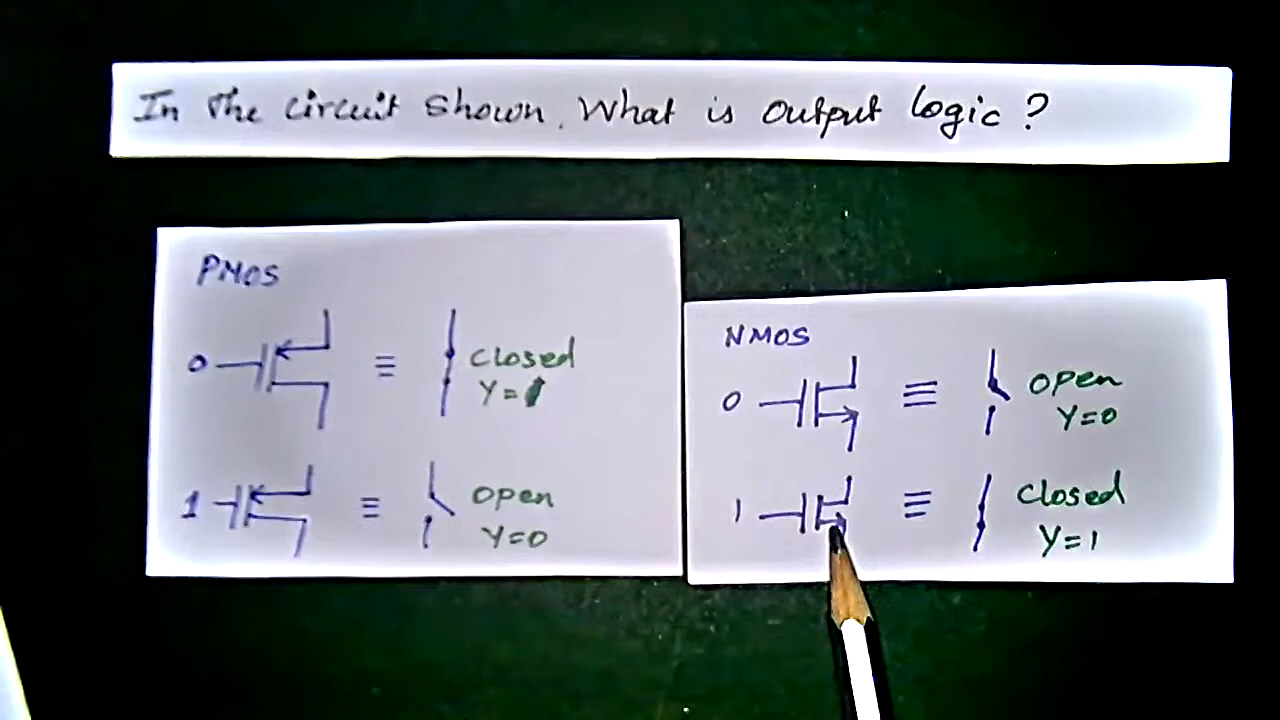 In the circuit shown. What is output logic?
PMOS
0 ≡ closed
Y=1
1 ≡ open
Y=0
NMOS
0 ≡ open
Y=0
1 ≡ closed
Y=1